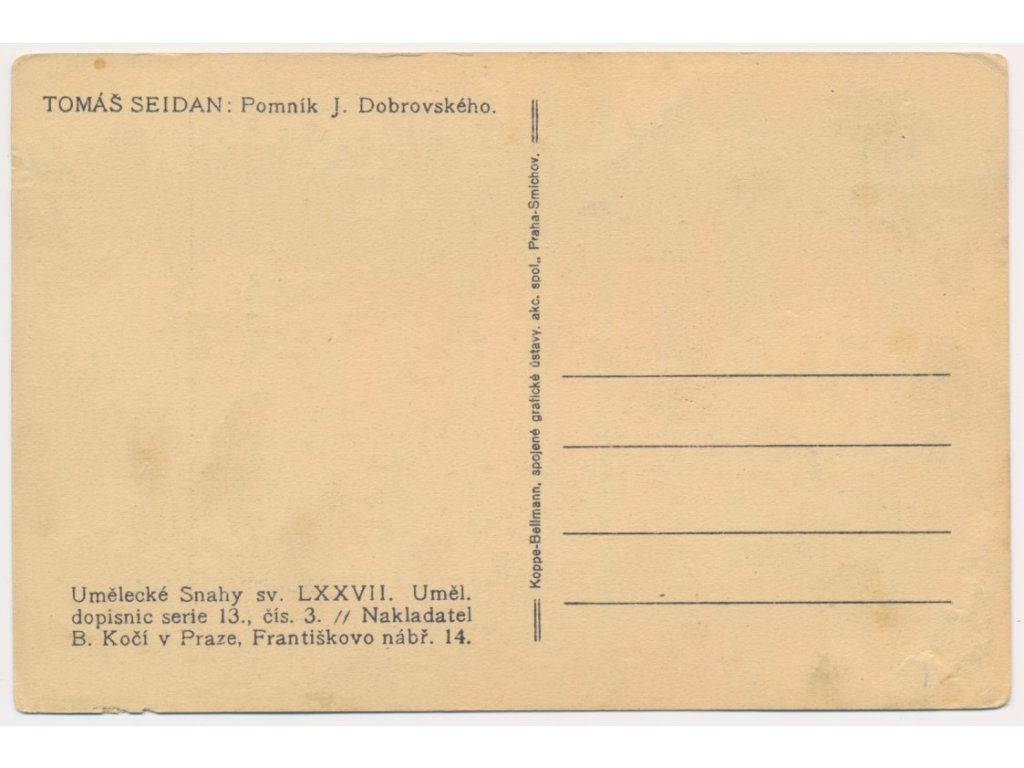 TOMÁŠ SEIDAN: Pomník J. Dobrovského.
Koppe-Bellmann, spojené grafické ústavy, akc. spol., Praha-Smíchov.
Umělecké Snahy sv. LXXVII. Uměl.
dopisnic serie 13., čís. 3. // Nakladatel
B. Kočí v Praze, Františkovo nábř. 14.